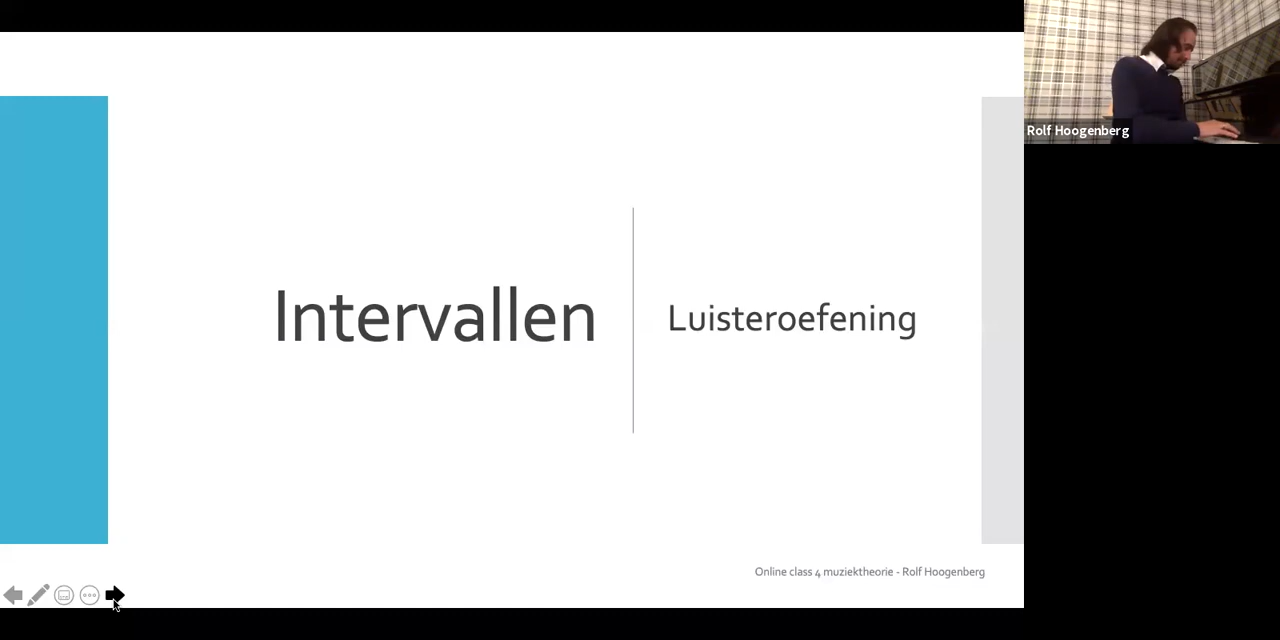 Rolf Hoogenberg
Intervallen
Luisteroefening
Online class 4 muziektheorie - Rolf Hoogenberg